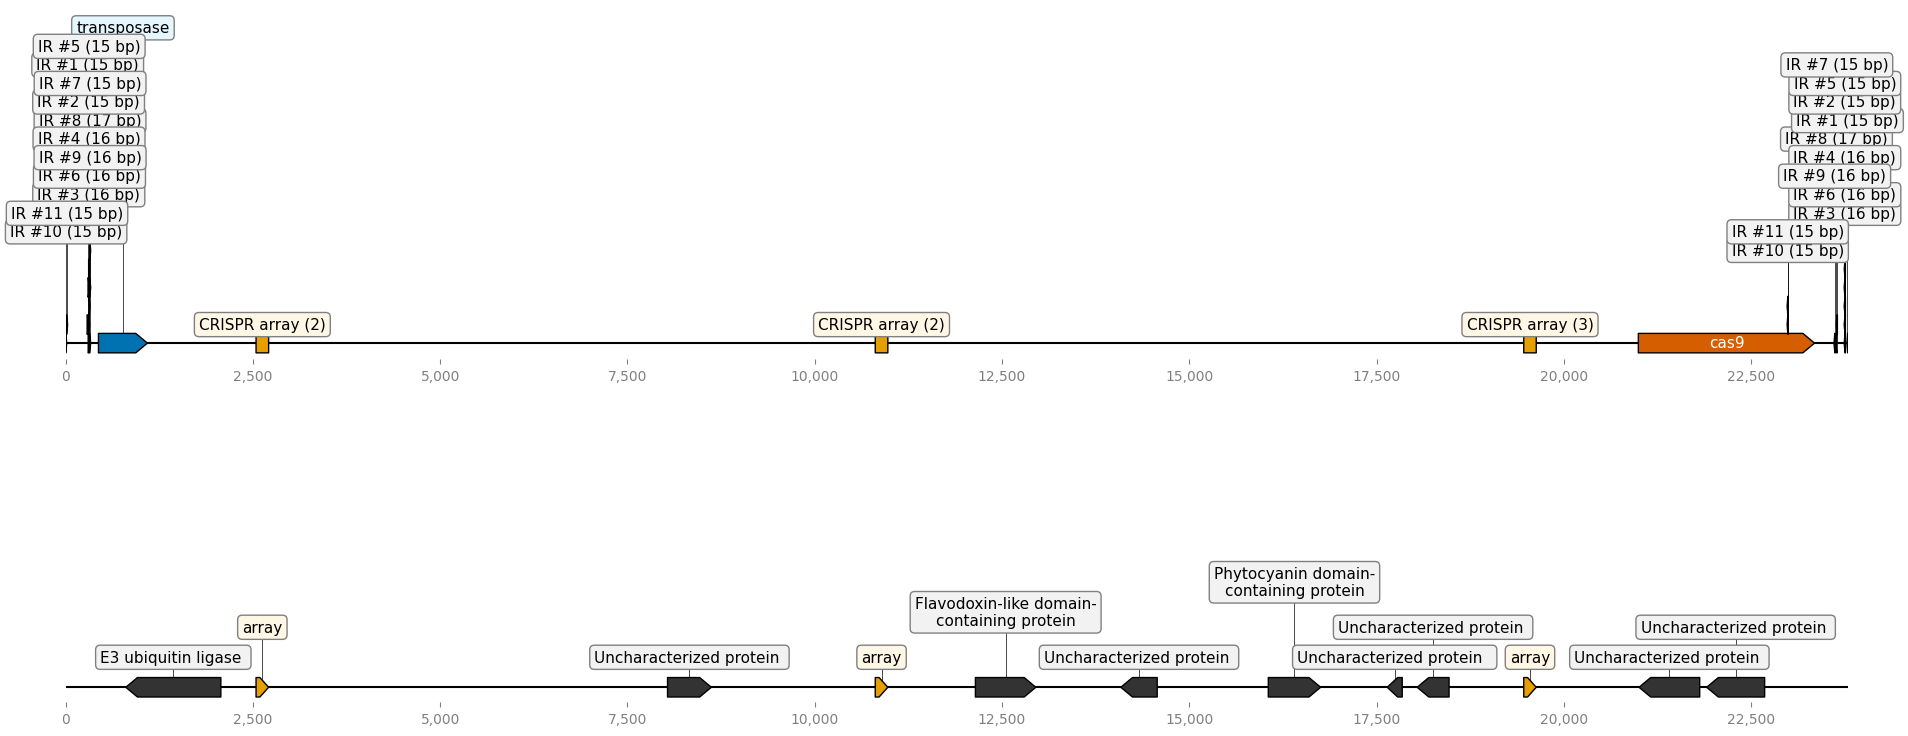 transposase
IR #5 (15 bp)
IR #1 (15 bp)
IR #7 (15 bp)
IR #2 (15 bp)
IR #8 (17 bp)
IR #4 (16 bp)
IR #9 (16 bp)
IR #6 (16 bp)
IR #3 (16 bp)
IR #11 (15 bp)
IR #10 (15 bp)
IR #7 (15 bp)
IR #5 (15 bp)
IR #2 (15 bp)
IR #1 (15 bp)
IR #8 (17 bp)
IR #4 (16 bp)
IR #9 (16 bp)
IR #6 (16 bp)
IR #3 (16 bp)
IR #11 (15 bp)
IR #10 (15 bp)
CRISPR array (2)
CRISPR array (2)
CRISPR array (3)
cas9
0 2,500 5,000 7,500 10,000 12,500 15,000 17,500 20,000 22,500
Phytocyanin domain-
containing protein
Flavodoxin-like domain-
containing protein
array
Uncharacterized protein
Uncharacterized protein
E3 ubiquitin ligase
Uncharacterized protein
array
Uncharacterized protein
Uncharacterized protein
array
Uncharacterized protein
0 2,500 5,000 7,500 10,000 12,500 15,000 17,500 20,000 22,500